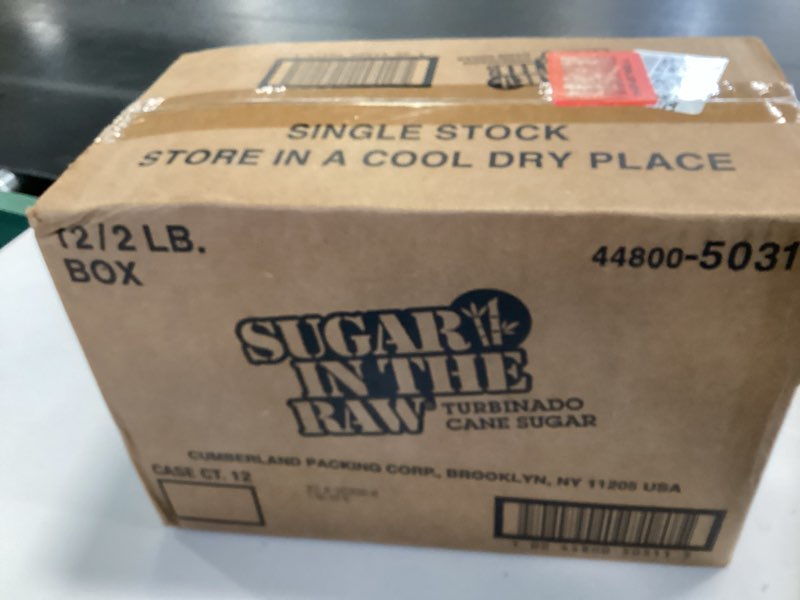 SINGLE STOCK
STORE IN A COOL DRY PLACE
12/2 LB.
BOX
44800-5031
SUGAR
IN THE
RAW
TURBINADO
CANE SUGAR
CUMBERLAND PACKING CORP., BROOKLYN, NY 11205 USA
CASE CT. 12